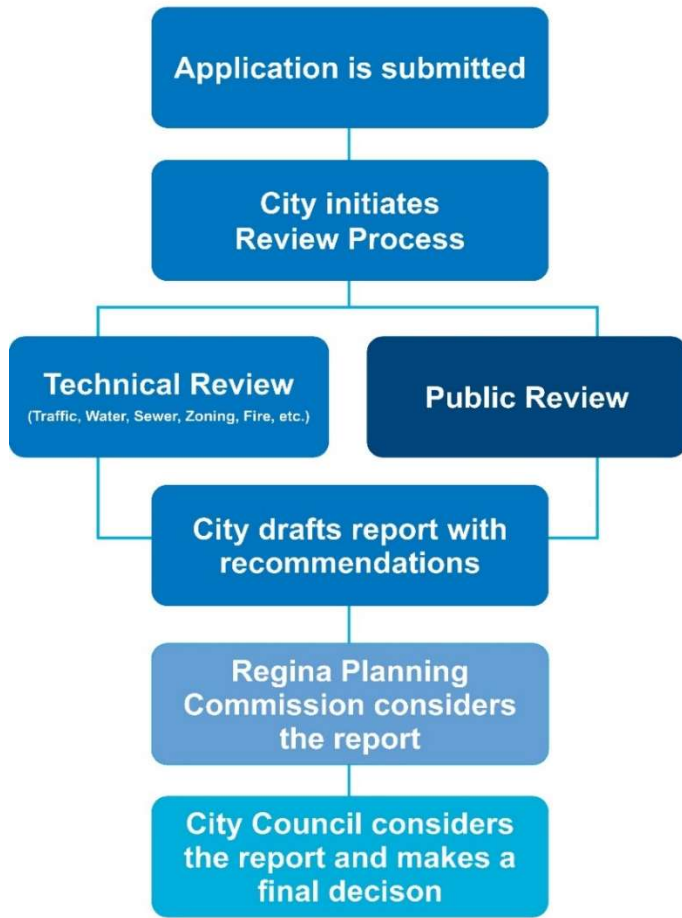 Application is submitted
City initiates
Review Process
Technical Review
(Traffic, Water, Sewer, Zoning, Fire, etc.)
Public Review
City drafts report with
recommendations
Regina Planning
Commission considers
the report
City Council considers
the report and makes a
final decison